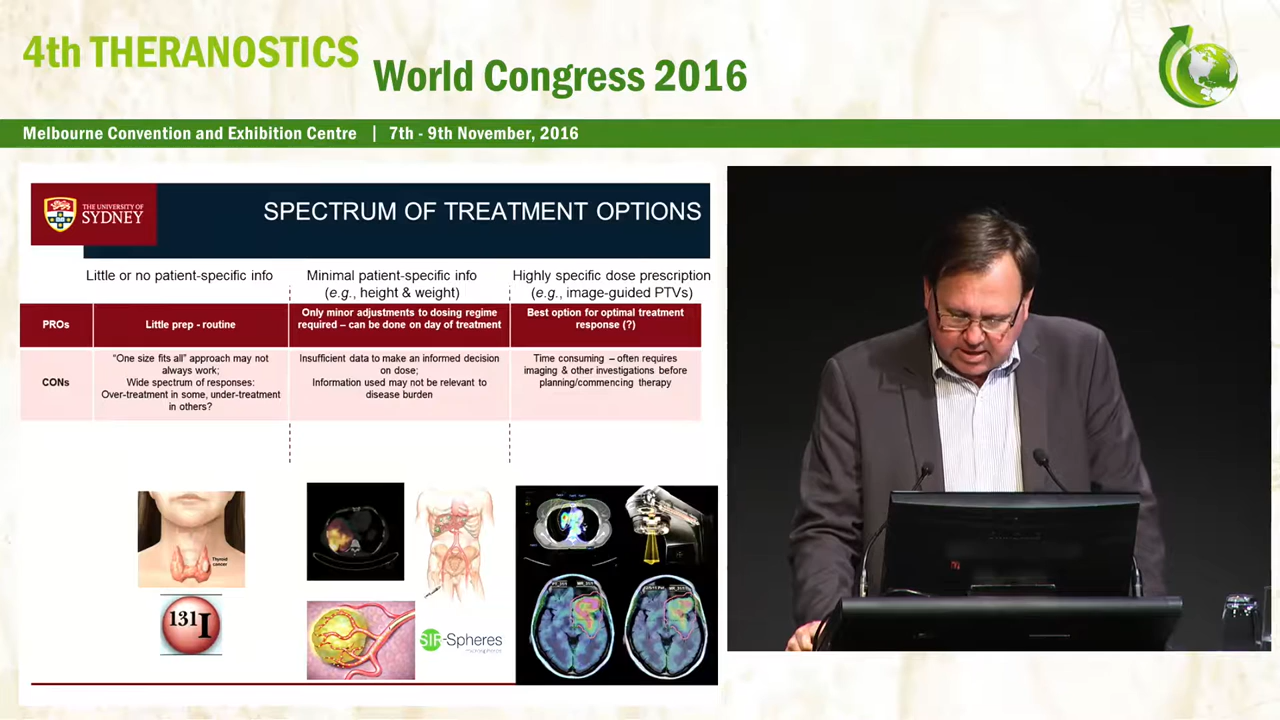 4th THERANOSTICS
World Congress 2016
Melbourne Convention and Exhibition Centre | 7th - 9th November, 2016
THE UNIVERSITY OF
SYDNEY
SPECTRUM OF TREATMENT OPTIONS
Little or no patient-specific info
Minimal patient-specific info
(e.g., height & weight)
Highly specific dose prescription
(e.g., image-guided PTVs)
PROs
Little prep - routine
Only minor adjustments to dosing regime
required – can be done on day of treatment
Best option for optimal treatment
response (?)
CONs
“One size fits all” approach may not
always work;
Wide spectrum of responses:
Over-treatment in some, under-treatment
in others?
Insufficient data to make an informed decision
on dose;
Information used may not be relevant to
disease burden
Time consuming – often requires
imaging & other investigations before
planning/commencing therapy
Thyroid
cancer
131I
SIR-Spheres
microspheres